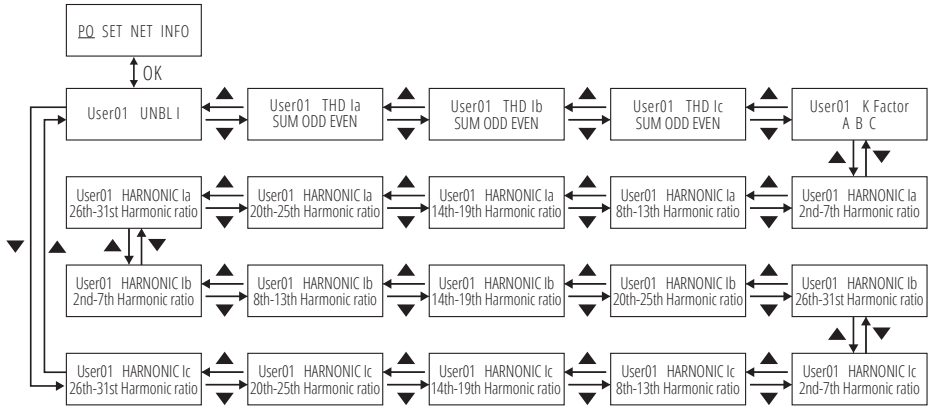 PQ SET NET INFO
OK
User01 UNBL I
User01 THD Ia
SUM ODD EVEN
User01 THD Ib
SUM ODD EVEN
User01 THD Ic
SUM ODD EVEN
User01 K Factor
A B C
User01 HARNONIC Ia
26th-31st Harmonic ratio
User01 HARNONIC Ia
20th-25th Harmonic ratio
User01 HARNONIC Ia
14th-19th Harmonic ratio
User01 HARNONIC Ia
8th-13th Harmonic ratio
User01 HARNONIC Ia
2nd-7th Harmonic ratio
User01 HARNONIC Ib
2nd-7th Harmonic ratio
User01 HARNONIC Ib
8th-13th Harmonic ratio
User01 HARNONIC Ib
14th-19th Harmonic ratio
User01 HARNONIC Ib
20th-25th Harmonic ratio
User01 HARNONIC Ib
26th-31st Harmonic ratio
User01 HARNONIC Ic
26th-31st Harmonic ratio
User01 HARNONIC Ic
20th-25th Harmonic ratio
User01 HARNONIC Ic
14th-19th Harmonic ratio
User01 HARNONIC Ic
8th-13th Harmonic ratio
User01 HARNONIC Ic
2nd-7th Harmonic ratio